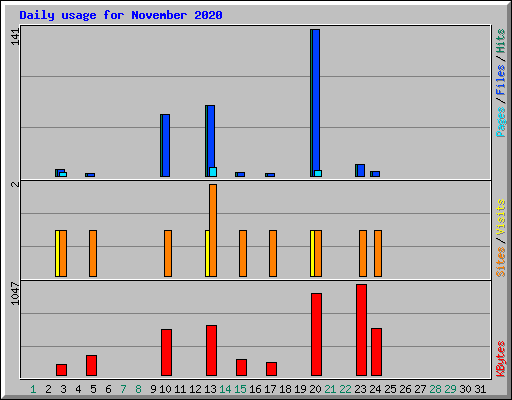 Daily usage for November 2020
141
Pages/Files/Hits
2
Sites/Visits
1047
KBytes
1 2 3 4 5 6 7 8 9 10 11 12 13 14 15 16 17 18 19 20 21 22 23 24 25 26 27 28 29 30 31